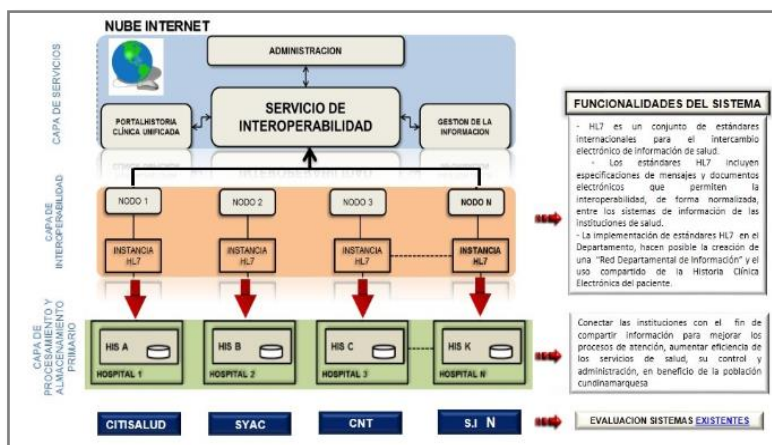 NUBE INTERNET
CAPA DE SERVICIOS
ADMINISTRACION
PORTALHISTORIA
CLÍNICA UNIFICADA
SERVICIO DE
INTEROPERABILIDAD
GESTION DE LA
INFORMACION
CAPA DE
INTEROPERABILIDAD
NODO 1
NODO 2
NODO 3
NODO N
INSTANCIA
HL7
INSTANCIA
HL7
INSTANCIA
HL7
INSTANCIA
HL7
CAPA DE
PROCESAMIENTO Y
ALMACENAMIENTO
PRIMARIO
HIS A
HOSPITAL 1
HIS B
HOSPITAL 2
HIS C
HOSPITAL 3
HIS K
HOSPITAL N
CITISALUD
SYAC
CNT
S.I N
FUNCIONALIDADES DEL SISTEMA
- HL7 es un conjunto de estándares
internacionales para el intercambio
electrónico de información de salud.
- Los estándares HL7 incluyen
especificaciones de mensajes y documentos
electrónicos que permiten la
interoperabilidad, de forma normalizada,
entre los sistemas de información de las
instituciones de salud.
- La implementación de estándares HL7 en el
Departamento, hacen posible la creación de
una "Red Departamental de Información" y el
uso compartido de la Historia Clínica
Electrónica del paciente.
Conectar las instituciones con el fin de
compartir información para mejorar los
procesos de atención, aumentar eficiencia de
los servicios de salud, su control y
administración, en beneficio de la población
cundinamarquesa
EVALUACION SISTEMAS EXISTENTES